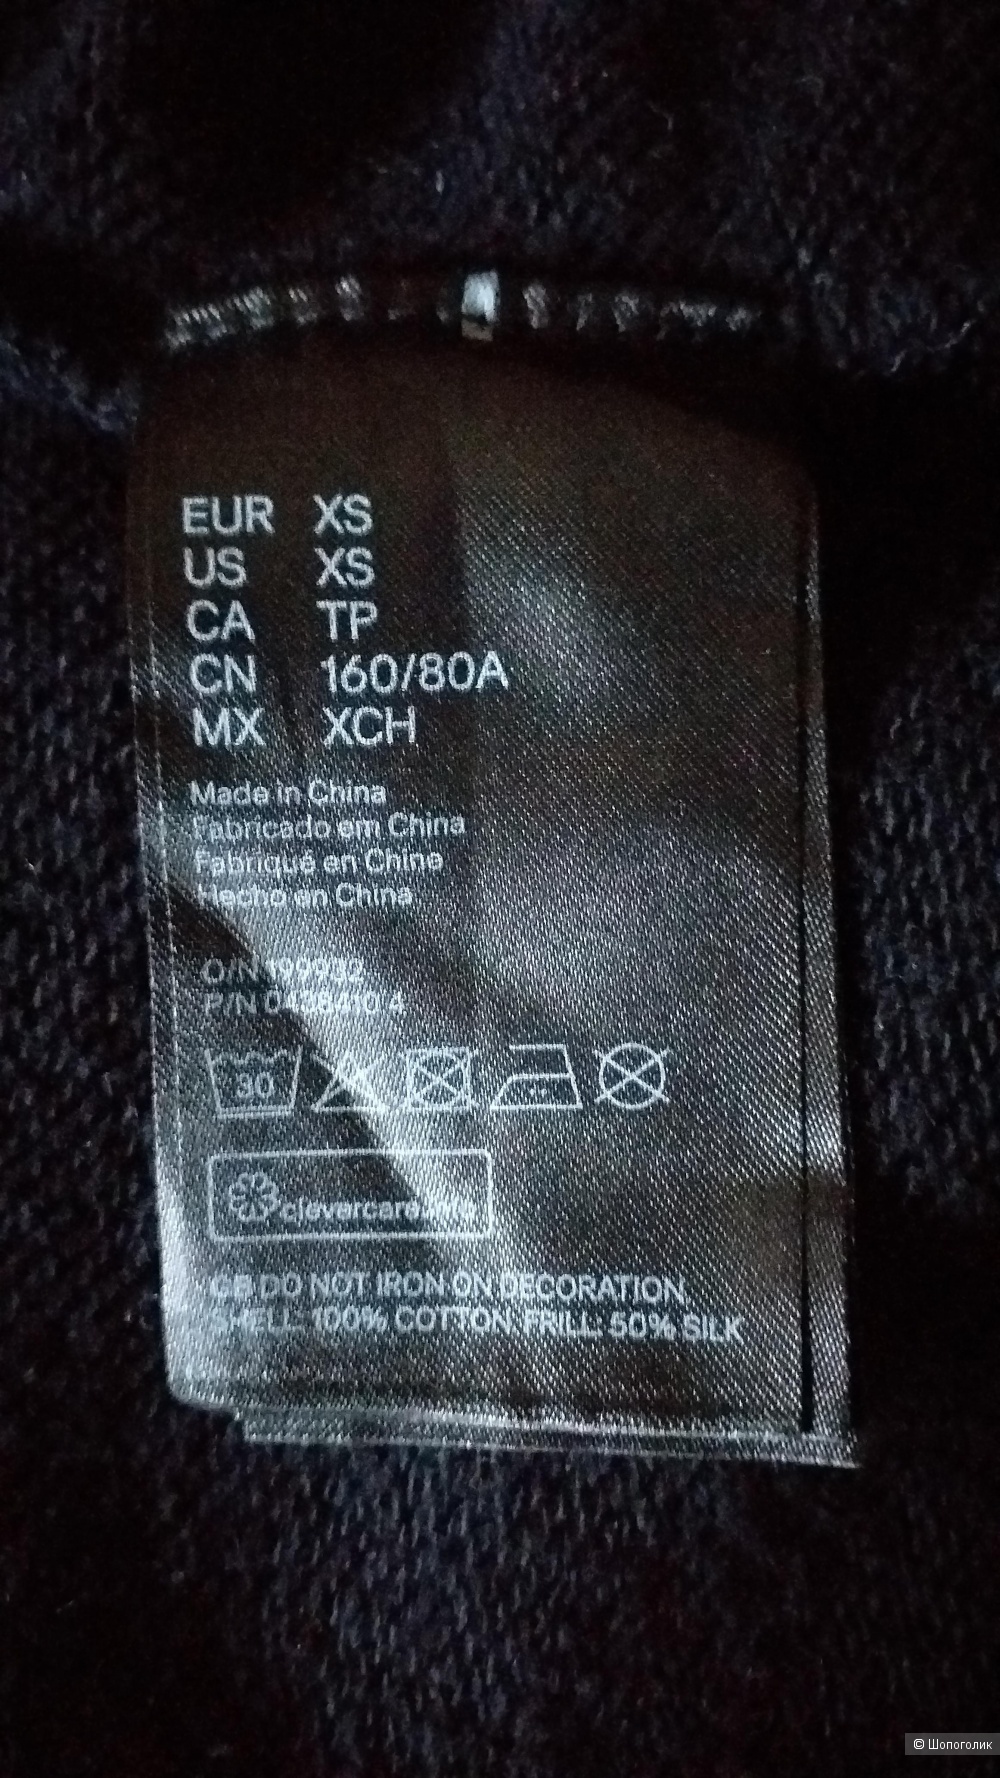 EUR XS
US XS
CA TP
CN 160/80A
MX XCH
Made in China
Fabricado em China
Fabriqué en Chine
Hecho en China
O/N
P/N
30
clevercare.info
GB DO NOT IRON ON DECORATION,
SHELL: 100% COTTON, FRILL: 50% SILK
© Шопоголик